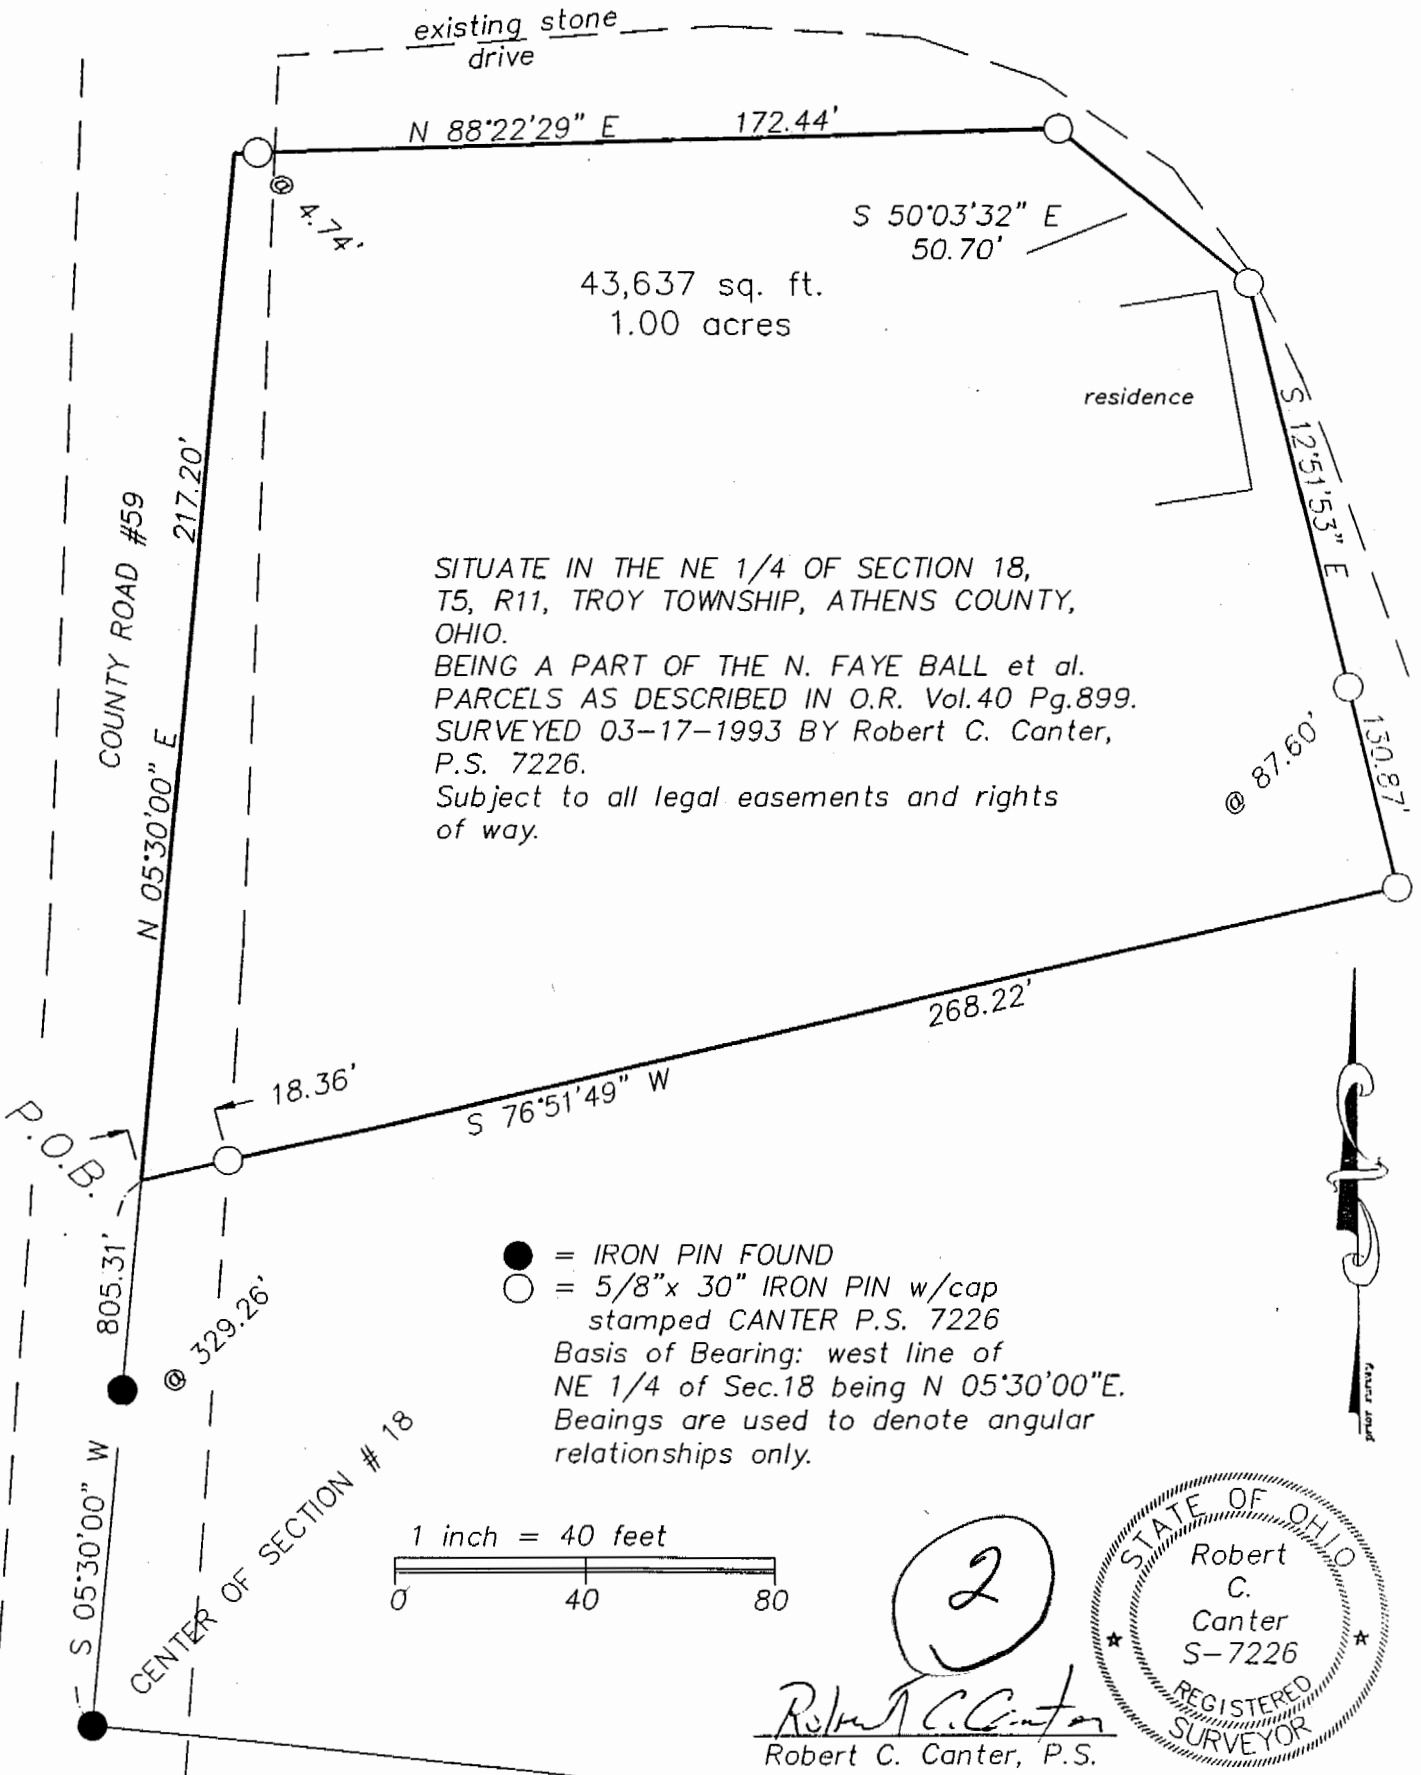 existing stone
drive
N 88°22'29" E 172.44'
@ 4.74'
S 50°03'32" E
50.70'
43,637 sq. ft.
1.00 acres
residence
S 12°51'53" E
130.87'
@ 87.60'
217.20'
COUNTY ROAD #59
N 05°30'00" E
SITUATE IN THE NE 1/4 OF SECTION 18,
T5, R11, TROY TOWNSHIP, ATHENS COUNTY,
OHIO.
BEING A PART OF THE N. FAYE BALL et al.
PARCELS AS DESCRIBED IN O.R. Vol.40 Pg.899.
SURVEYED 03-17-1993 BY Robert C. Canter,
P.S. 7226.
Subject to all legal easements and rights
of way.
268.22'
S 76°51'49" W
18.36'
P.O.B.
805.31'
@ 329.26'
S 05°30'00" W
CENTER OF SECTION # 18
= IRON PIN FOUND
= 5/8"x 30" IRON PIN w/cap
stamped CANTER P.S. 7226
Basis of Bearing: west line of
NE 1/4 of Sec.18 being N 05°30'00"E.
Beaings are used to denote angular
relationships only.
1 inch = 40 feet
0 40 80
2
Robert C. Canter
Robert C. Canter, P.S.
STATE OF OHIO
Robert
C.
Canter
S-7226
REGISTERED
SURVEYOR